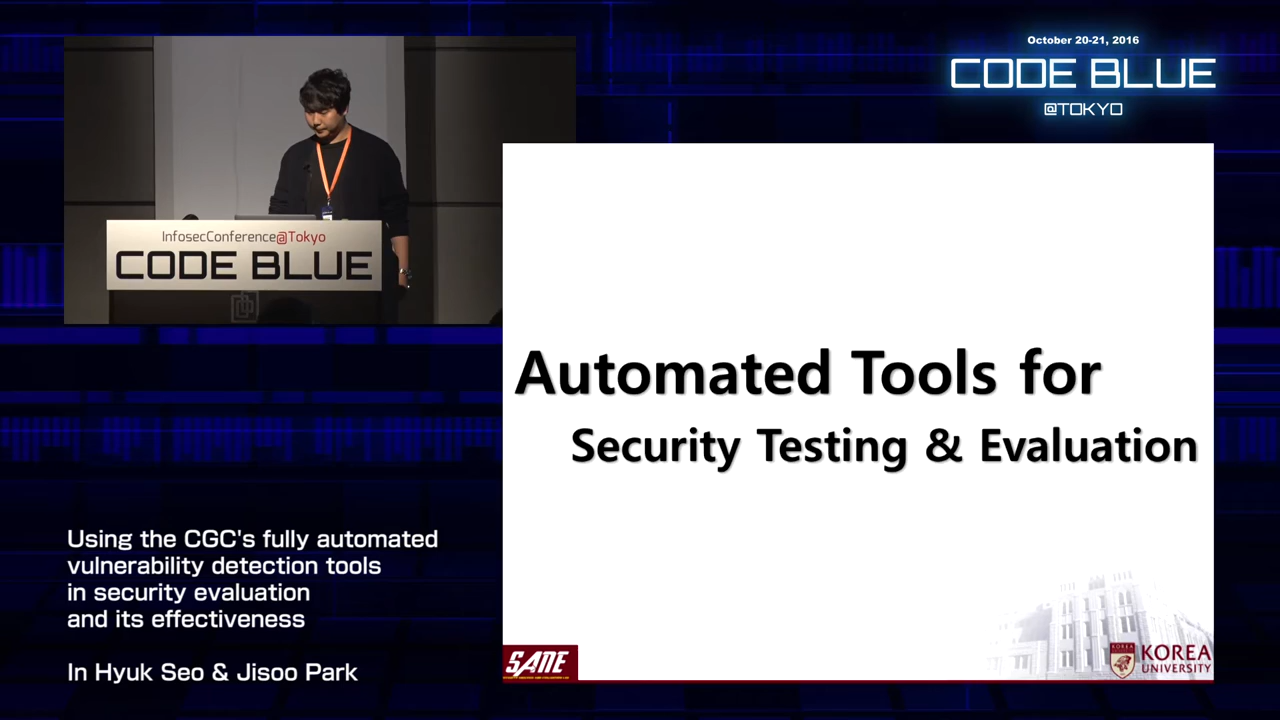 October 20-21, 2016
CODE BLUE
@TOKYO
InfosecConference@Tokyo
CODE BLUE
Automated Tools for
Security Testing & Evaluation
Using the CGC's fully automated
vulnerability detection tools
in security evaluation
and its effectiveness
In Hyuk Seo & Jisoo Park
SANE
KOREA
KOREA
UNIVERSITY